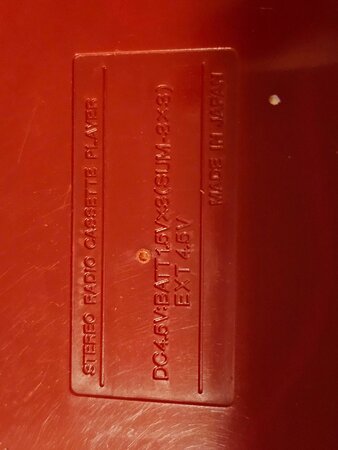 STEREO RADIO CASSETTE PLAYER
DC4.5V:BATT 1.5V×3(SUM-3×3)
EXT 4.5V
MADE IN JAPAN